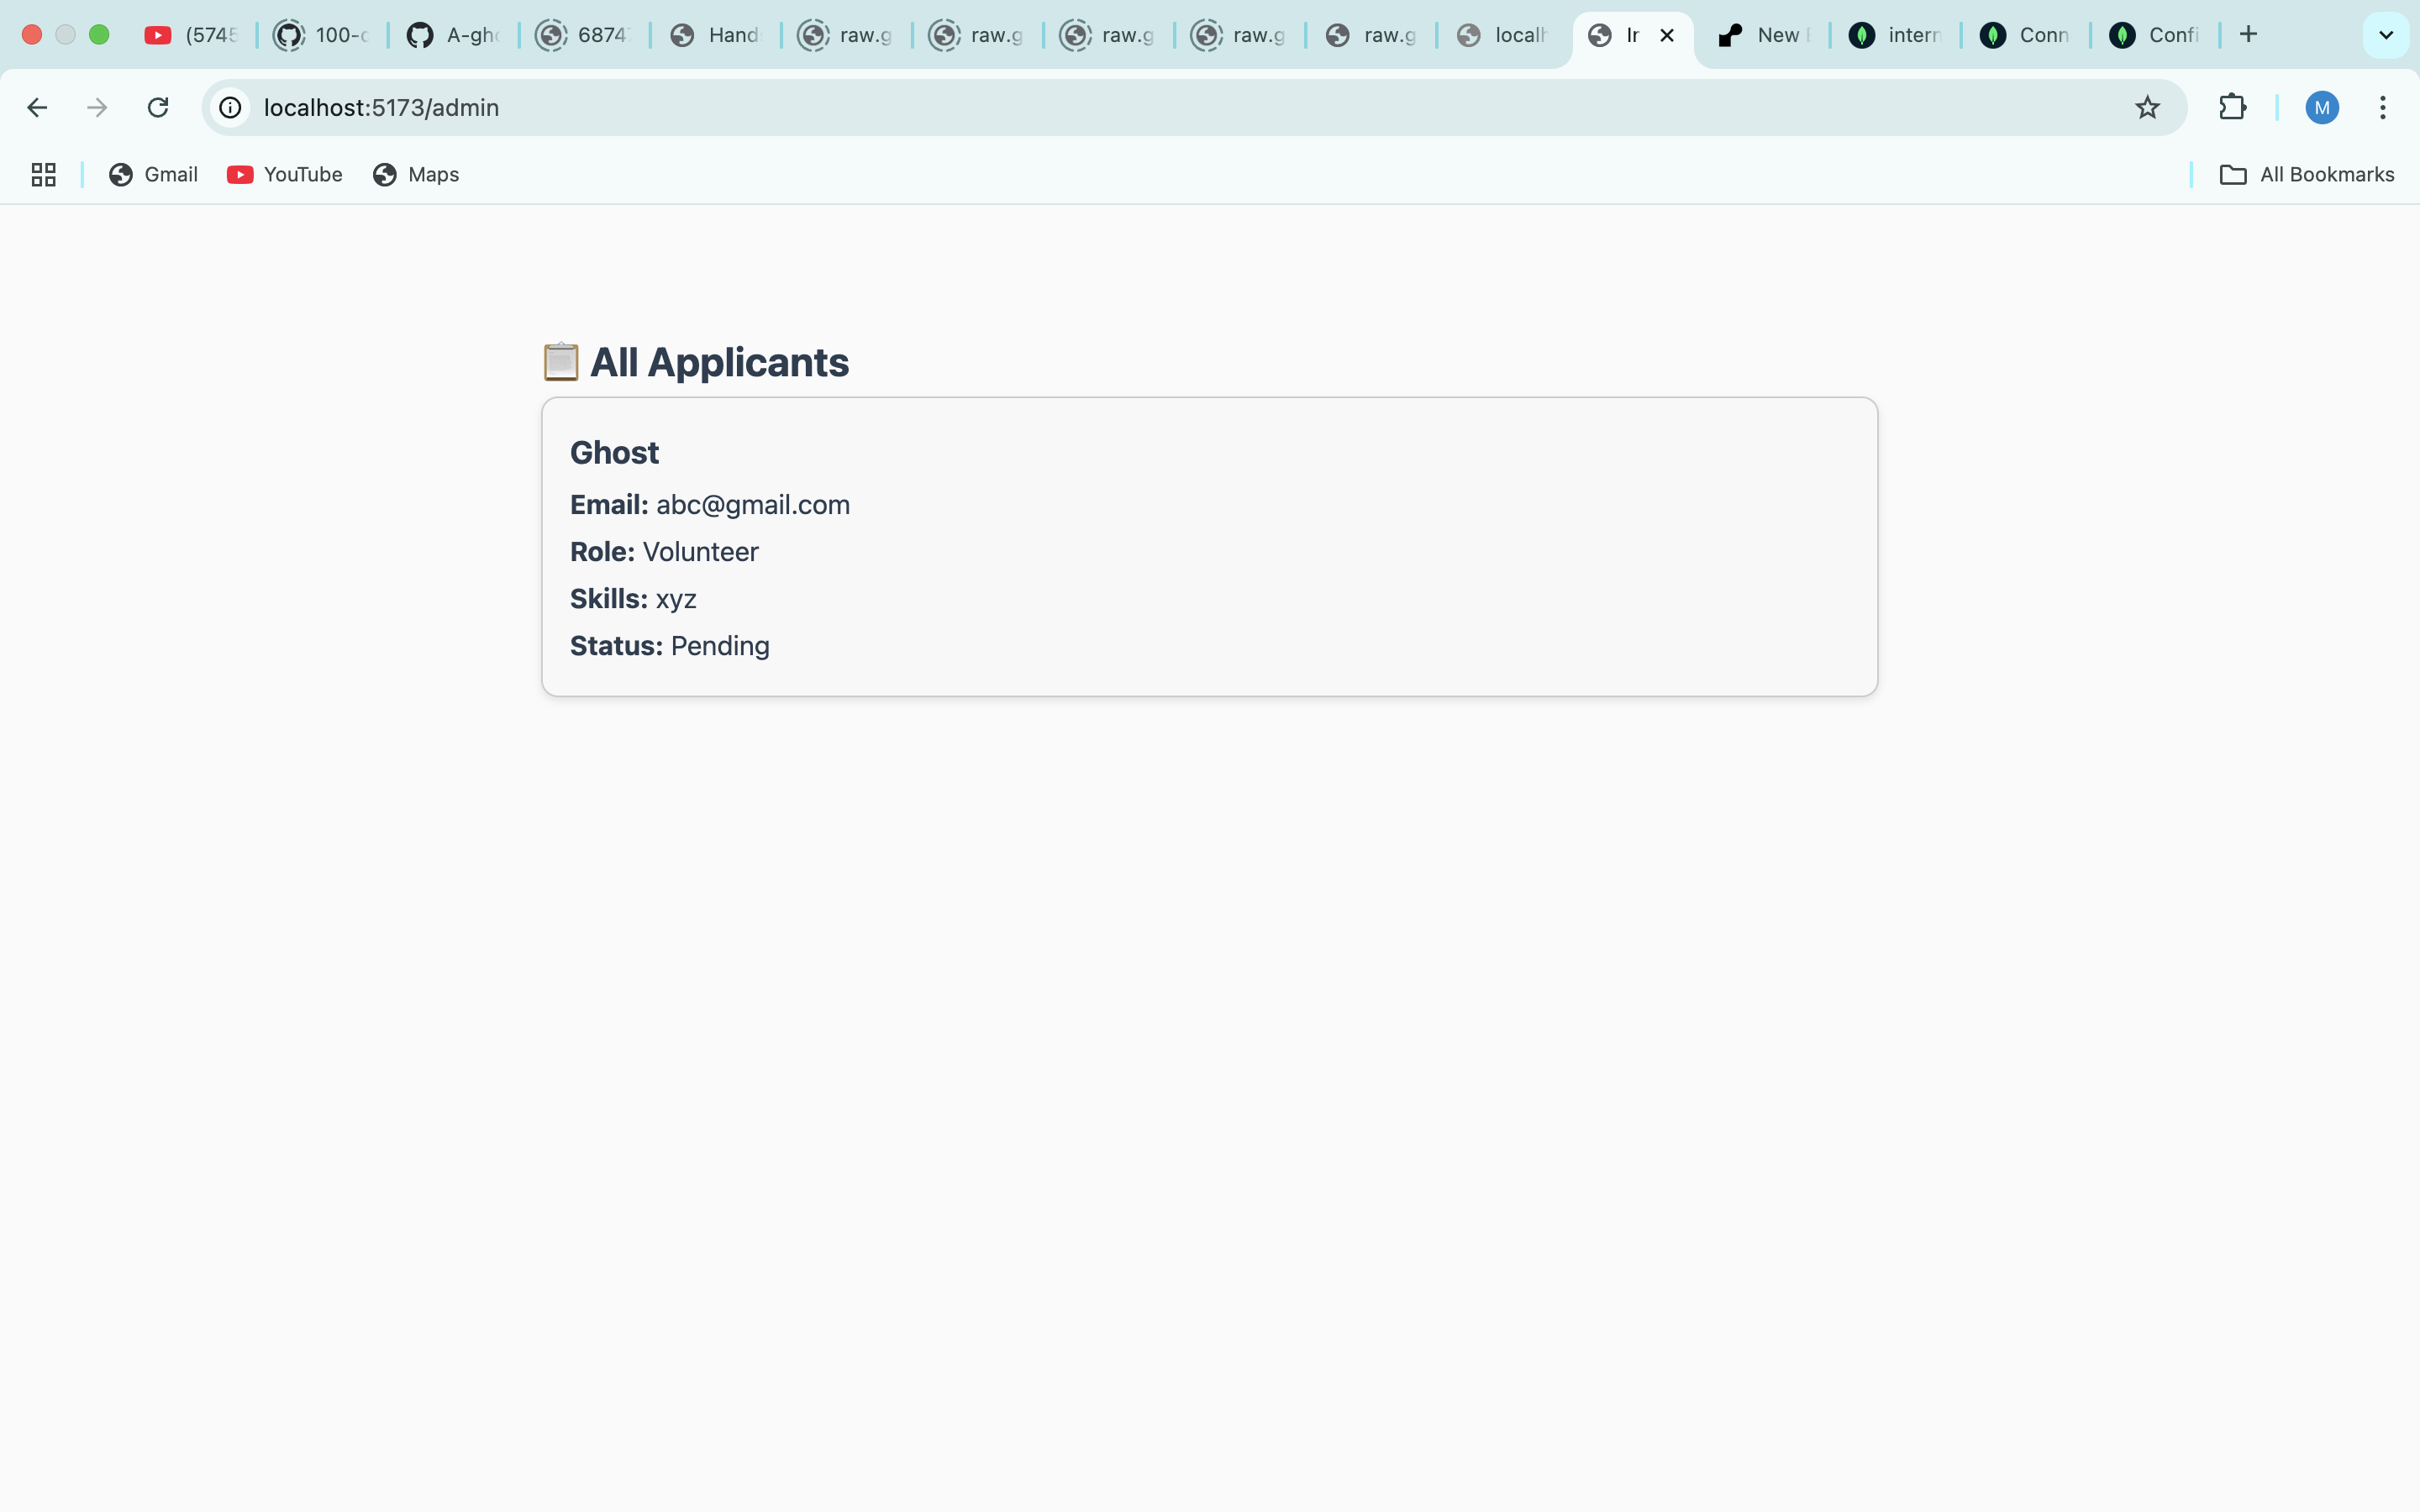 (5745
100-c
A-gho
6874
Hand
raw.g
raw.g
raw.g
raw.g
raw.g
localh
Ir
New
intern
Conn
Confi
localhost:5173/admin
M
Gmail
YouTube
Maps
All Bookmarks
All Applicants
Ghost
Email: abc@gmail.com
Role: Volunteer
Skills: xyz
Status: Pending